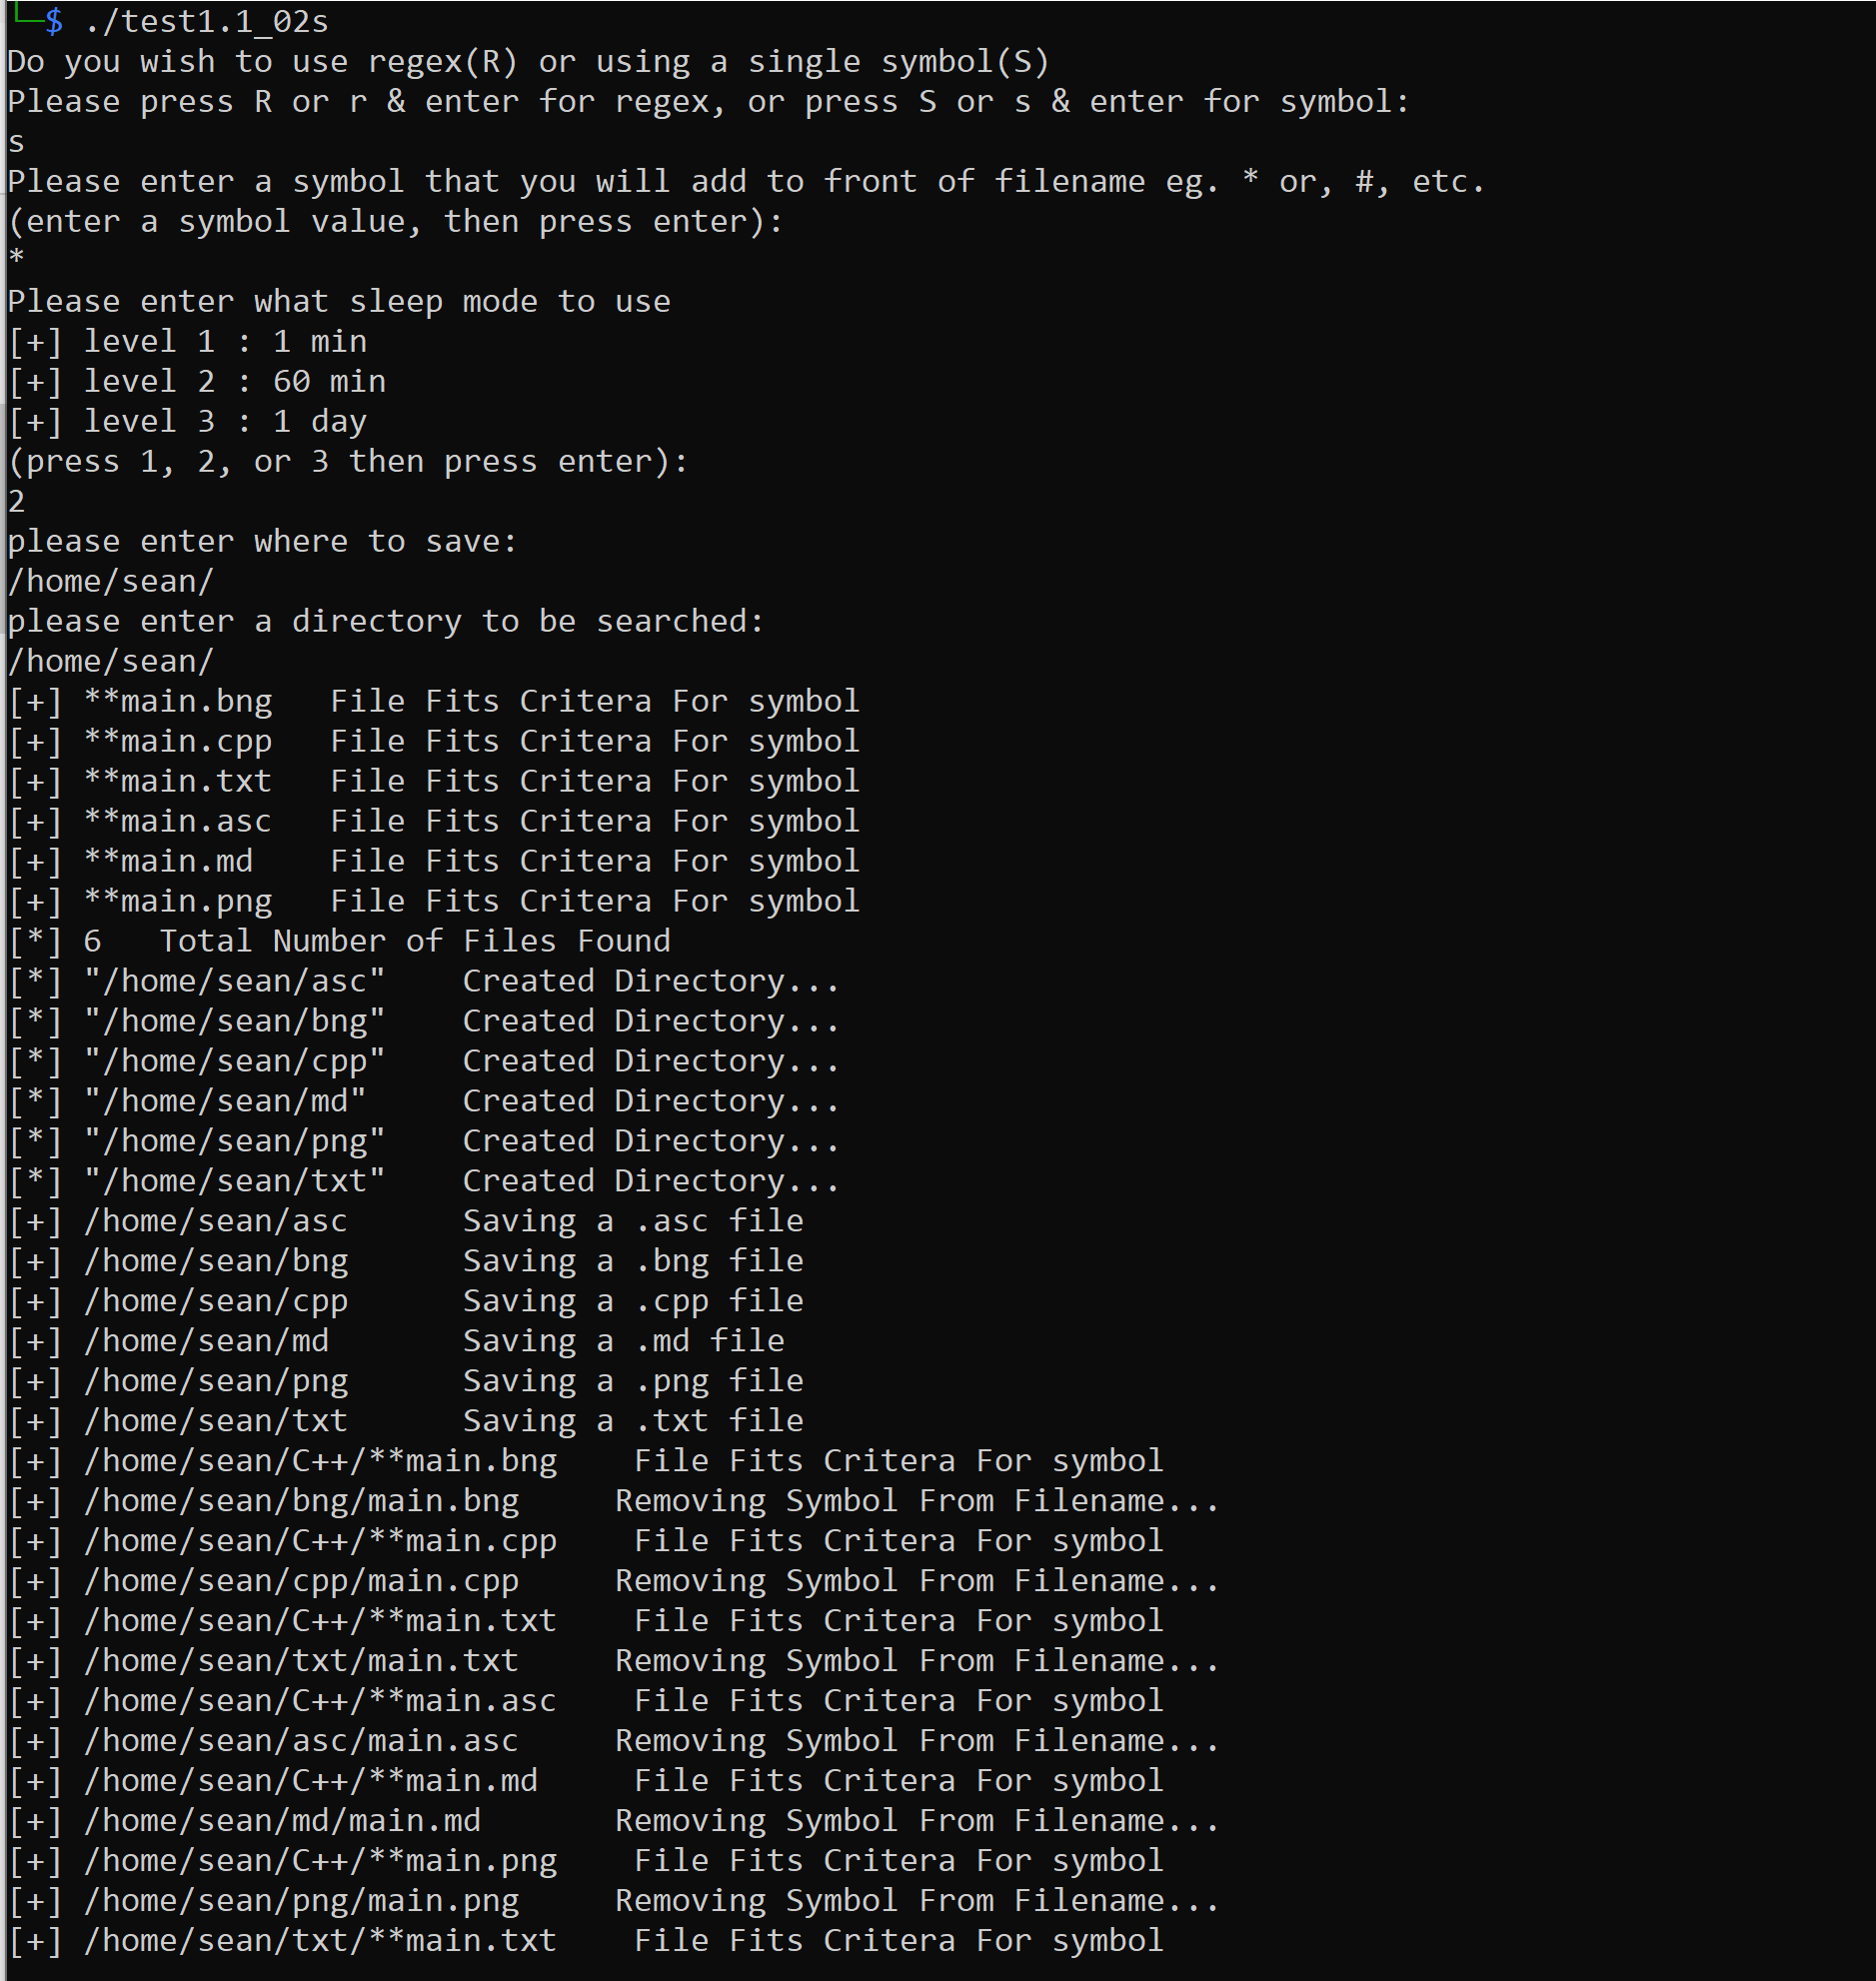 └─$ ./test1.1_02s
Do you wish to use regex(R) or using a single symbol(S)
Please press R or r & enter for regex, or press S or s & enter for symbol:
s
Please enter a symbol that you will add to front of filename eg. * or, #, etc.
(enter a symbol value, then press enter):
*
Please enter what sleep mode to use
[+] level 1 : 1 min
[+] level 2 : 60 min
[+] level 3 : 1 day
(press 1, 2, or 3 then press enter):
2
please enter where to save:
/home/sean/
please enter a directory to be searched:
/home/sean/
[+] **main.bng   File Fits Critera For symbol
[+] **main.cpp   File Fits Critera For symbol
[+] **main.txt   File Fits Critera For symbol
[+] **main.asc   File Fits Critera For symbol
[+] **main.md    File Fits Critera For symbol
[+] **main.png   File Fits Critera For symbol
[*] 6   Total Number of Files Found
[*] "/home/sean/asc"    Created Directory...
[*] "/home/sean/bng"    Created Directory...
[*] "/home/sean/cpp"    Created Directory...
[*] "/home/sean/md"     Created Directory...
[*] "/home/sean/png"    Created Directory...
[*] "/home/sean/txt"    Created Directory...
[+] /home/sean/asc      Saving a .asc file
[+] /home/sean/bng      Saving a .bng file
[+] /home/sean/cpp      Saving a .cpp file
[+] /home/sean/md       Saving a .md file
[+] /home/sean/png      Saving a .png file
[+] /home/sean/txt      Saving a .txt file
[+] /home/sean/C++/**main.bng    File Fits Critera For symbol
[+] /home/sean/bng/main.bng     Removing Symbol From Filename...
[+] /home/sean/C++/**main.cpp    File Fits Critera For symbol
[+] /home/sean/cpp/main.cpp     Removing Symbol From Filename...
[+] /home/sean/C++/**main.txt    File Fits Critera For symbol
[+] /home/sean/txt/main.txt     Removing Symbol From Filename...
[+] /home/sean/C++/**main.asc    File Fits Critera For symbol
[+] /home/sean/asc/main.asc     Removing Symbol From Filename...
[+] /home/sean/C++/**main.md     File Fits Critera For symbol
[+] /home/sean/md/main.md       Removing Symbol From Filename...
[+] /home/sean/C++/**main.png    File Fits Critera For symbol
[+] /home/sean/png/main.png     Removing Symbol From Filename...
[+] /home/sean/txt/**main.txt    File Fits Critera For symbol